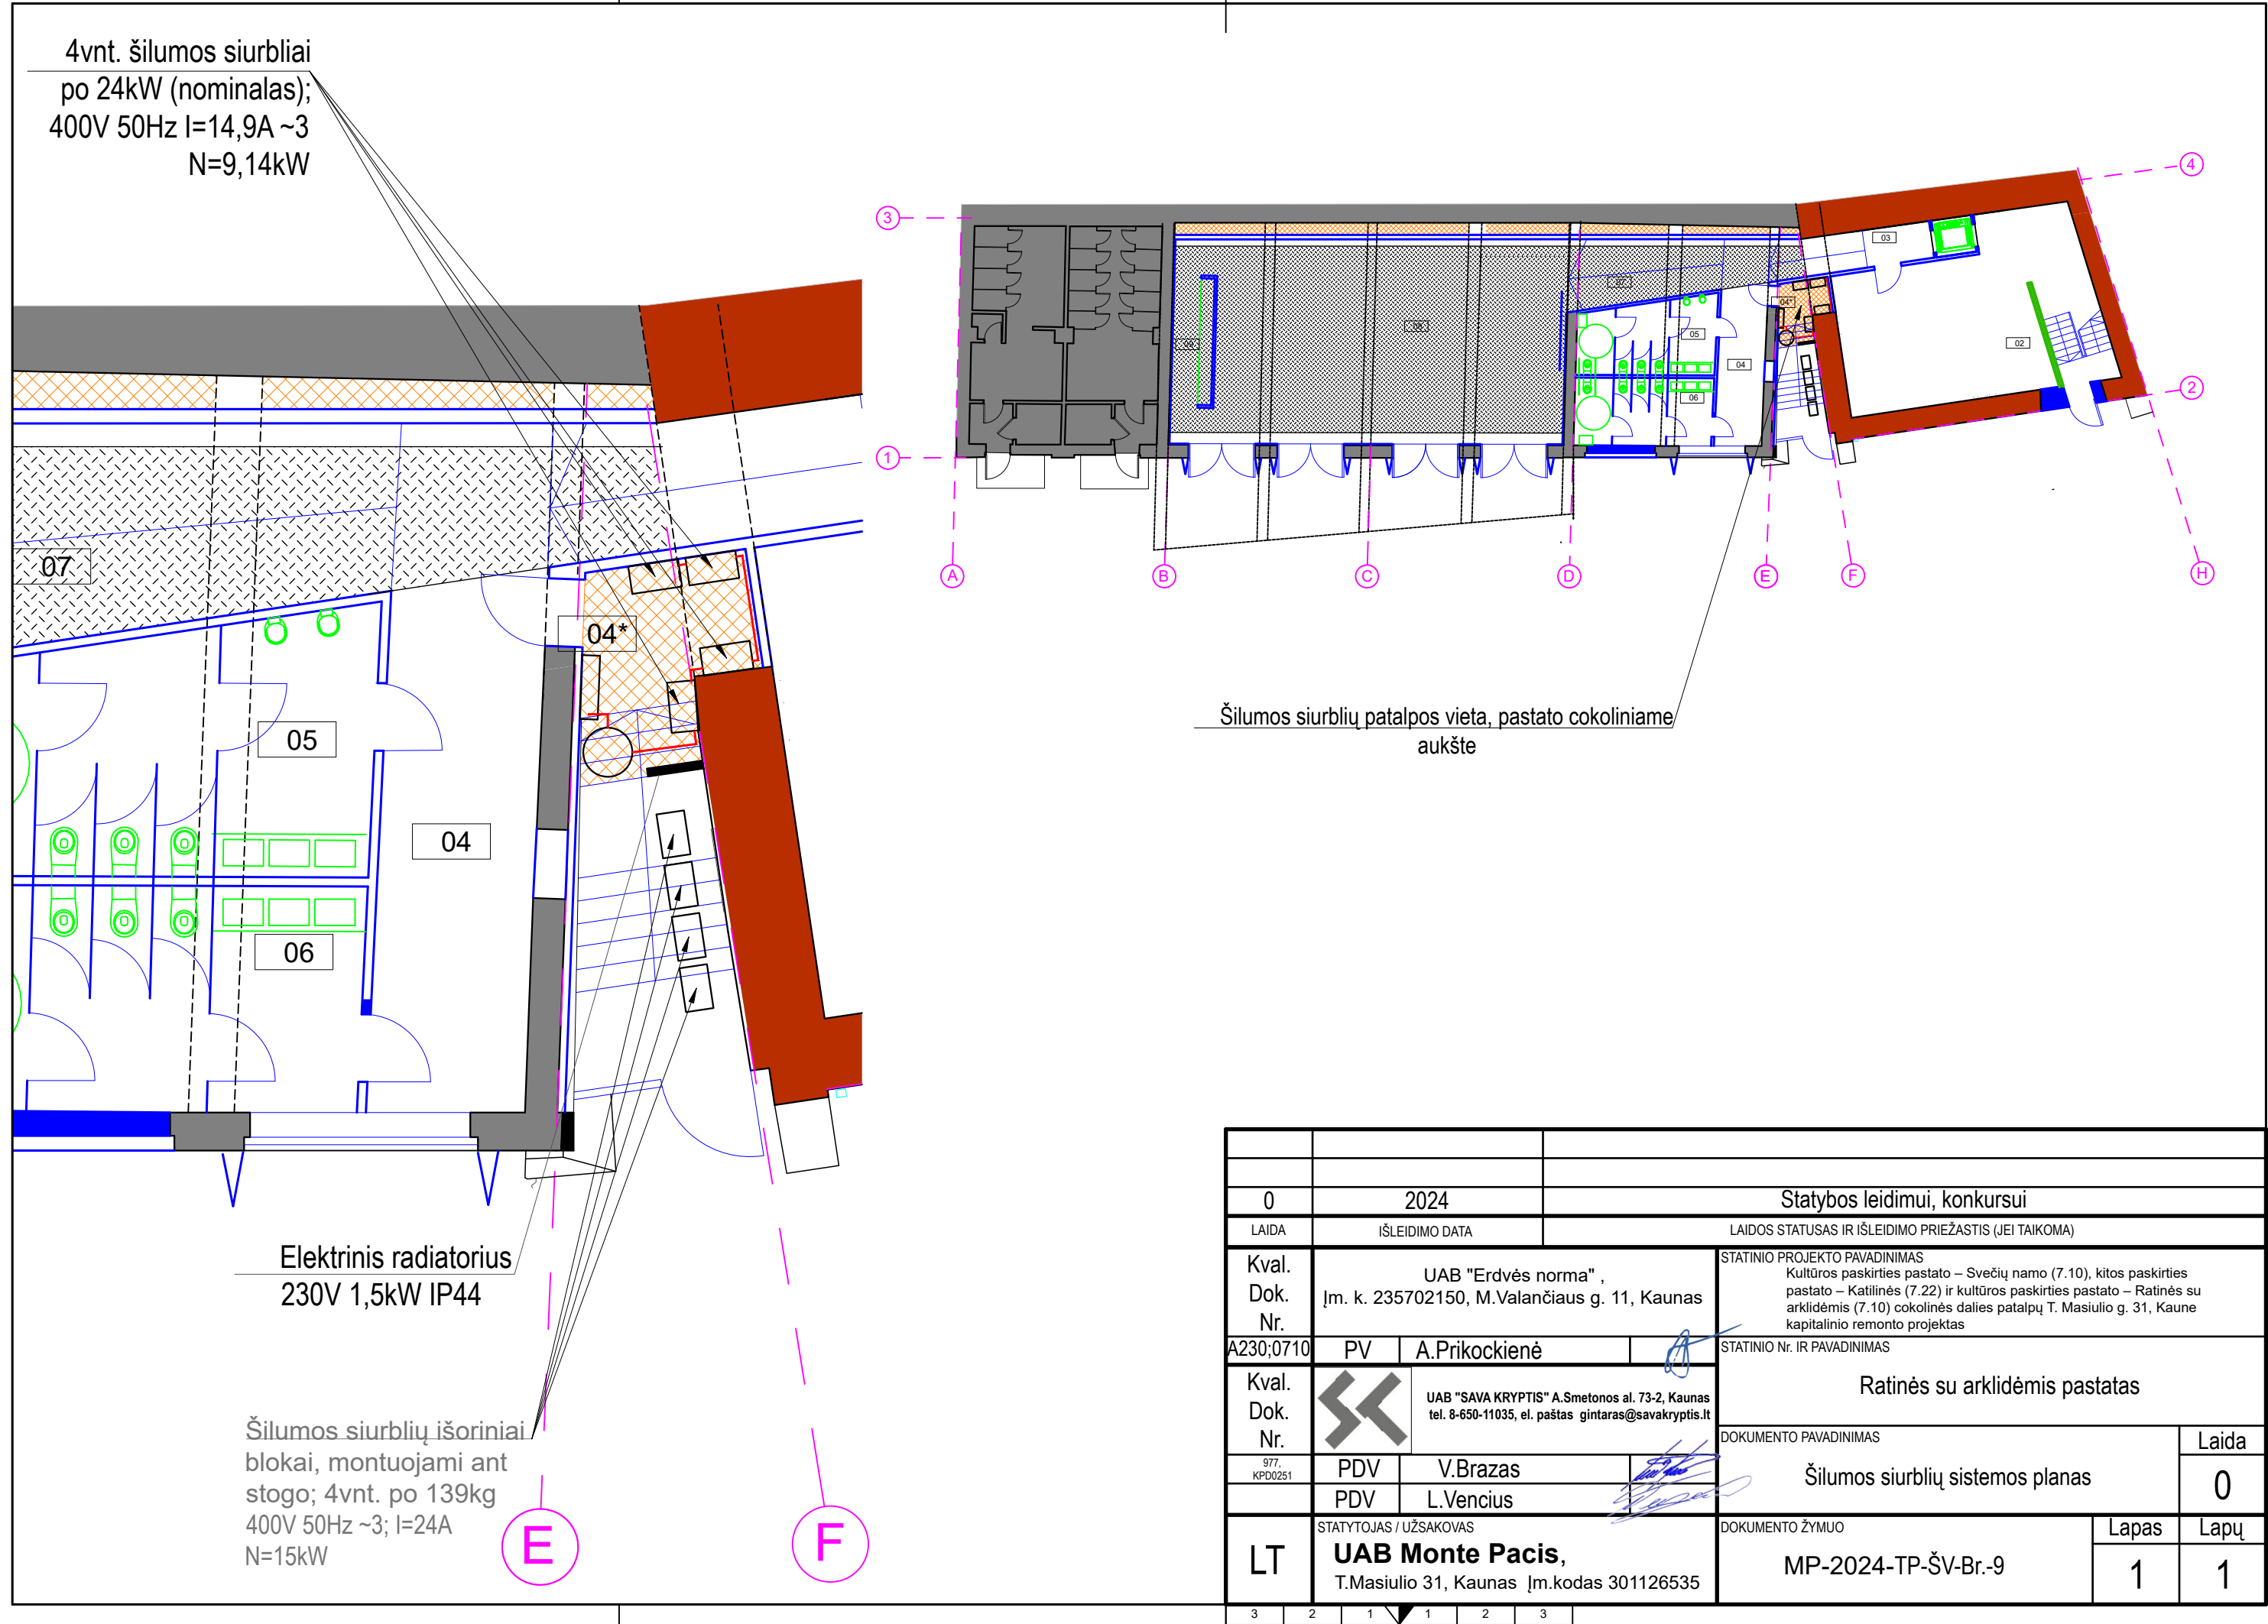 4vnt. šilumos siurbliai
po 24kW (nominalas);
400V 50Hz I=14,9A ~3
N=9,14kW
07
04*
05
04
06
Elektrinis radiatorius
230V 1,5kW IP44
Šilumos siurblių išoriniai
blokai, montuojami ant
stogo; 4vnt. po 139kg
400V 50Hz ~3; I=24A
N=15kW
E
F
3
1
4
2
A
B
C
D
E
F
H
09
08
07
05
04
06
04*
03
02
Šilumos siurblių patalpos vieta, pastato cokoliniame
aukšte
0 2024 Statybos leidimui, konkursui
LAIDA IŠLEIDIMO DATA LAIDOS STATUSAS IR IŠLEIDIMO PRIEŽASTIS (JEI TAIKOMA)
Kval.
Dok.
Nr.
UAB "Erdvės norma" ,
Įm. k. 235702150, M.Valančiaus g. 11, Kaunas
STATINIO PROJEKTO PAVADINIMAS
Kultūros paskirties pastato – Svečių namo (7.10), kitos paskirties
pastato – Katilinės (7.22) ir kultūros paskirties pastato – Ratinės su
arklidėmis (7.10) cokolinės dalies patalpų T. Masiulio g. 31, Kaune
kapitalinio remonto projektas
A230;0710 PV A.Prikockienė
STATINIO Nr. IR PAVADINIMAS
Ratinės su arklidėmis pastatas
Kval.
Dok.
Nr.
UAB "SAVA KRYPTIS" A.Smetonos al. 73-2, Kaunas
tel. 8-650-11035, el. paštas gintaras@savakryptis.lt
977,
KPD0251
PDV V.Brazas
PDV L.Vencius
DOKUMENTO PAVADINIMAS
Šilumos siurblių sistemos planas
Laida
0
LT
STATYTOJAS / UŽSAKOVAS
UAB Monte Pacis,
T.Masiulio 31, Kaunas Įm.kodas 301126535
DOKUMENTO ŽYMUO
MP-2024-TP-ŠV-Br.-9
Lapas
1
Lapų
1
3 2 1 1 2 3